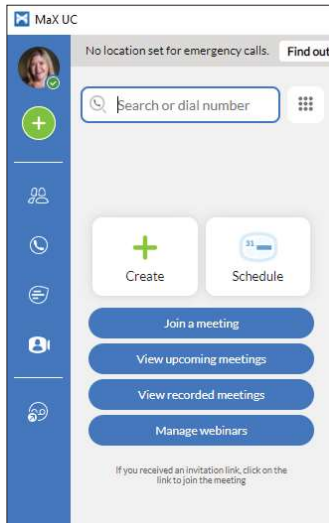 MaX UC
No location set for emergency calls. Find out
Search or dial number
31
Create
Schedule
Join a meeting
View upcoming meetings
View recorded meetings
Manage webinars
If you received an invitation link, click on the
link to join the meeting